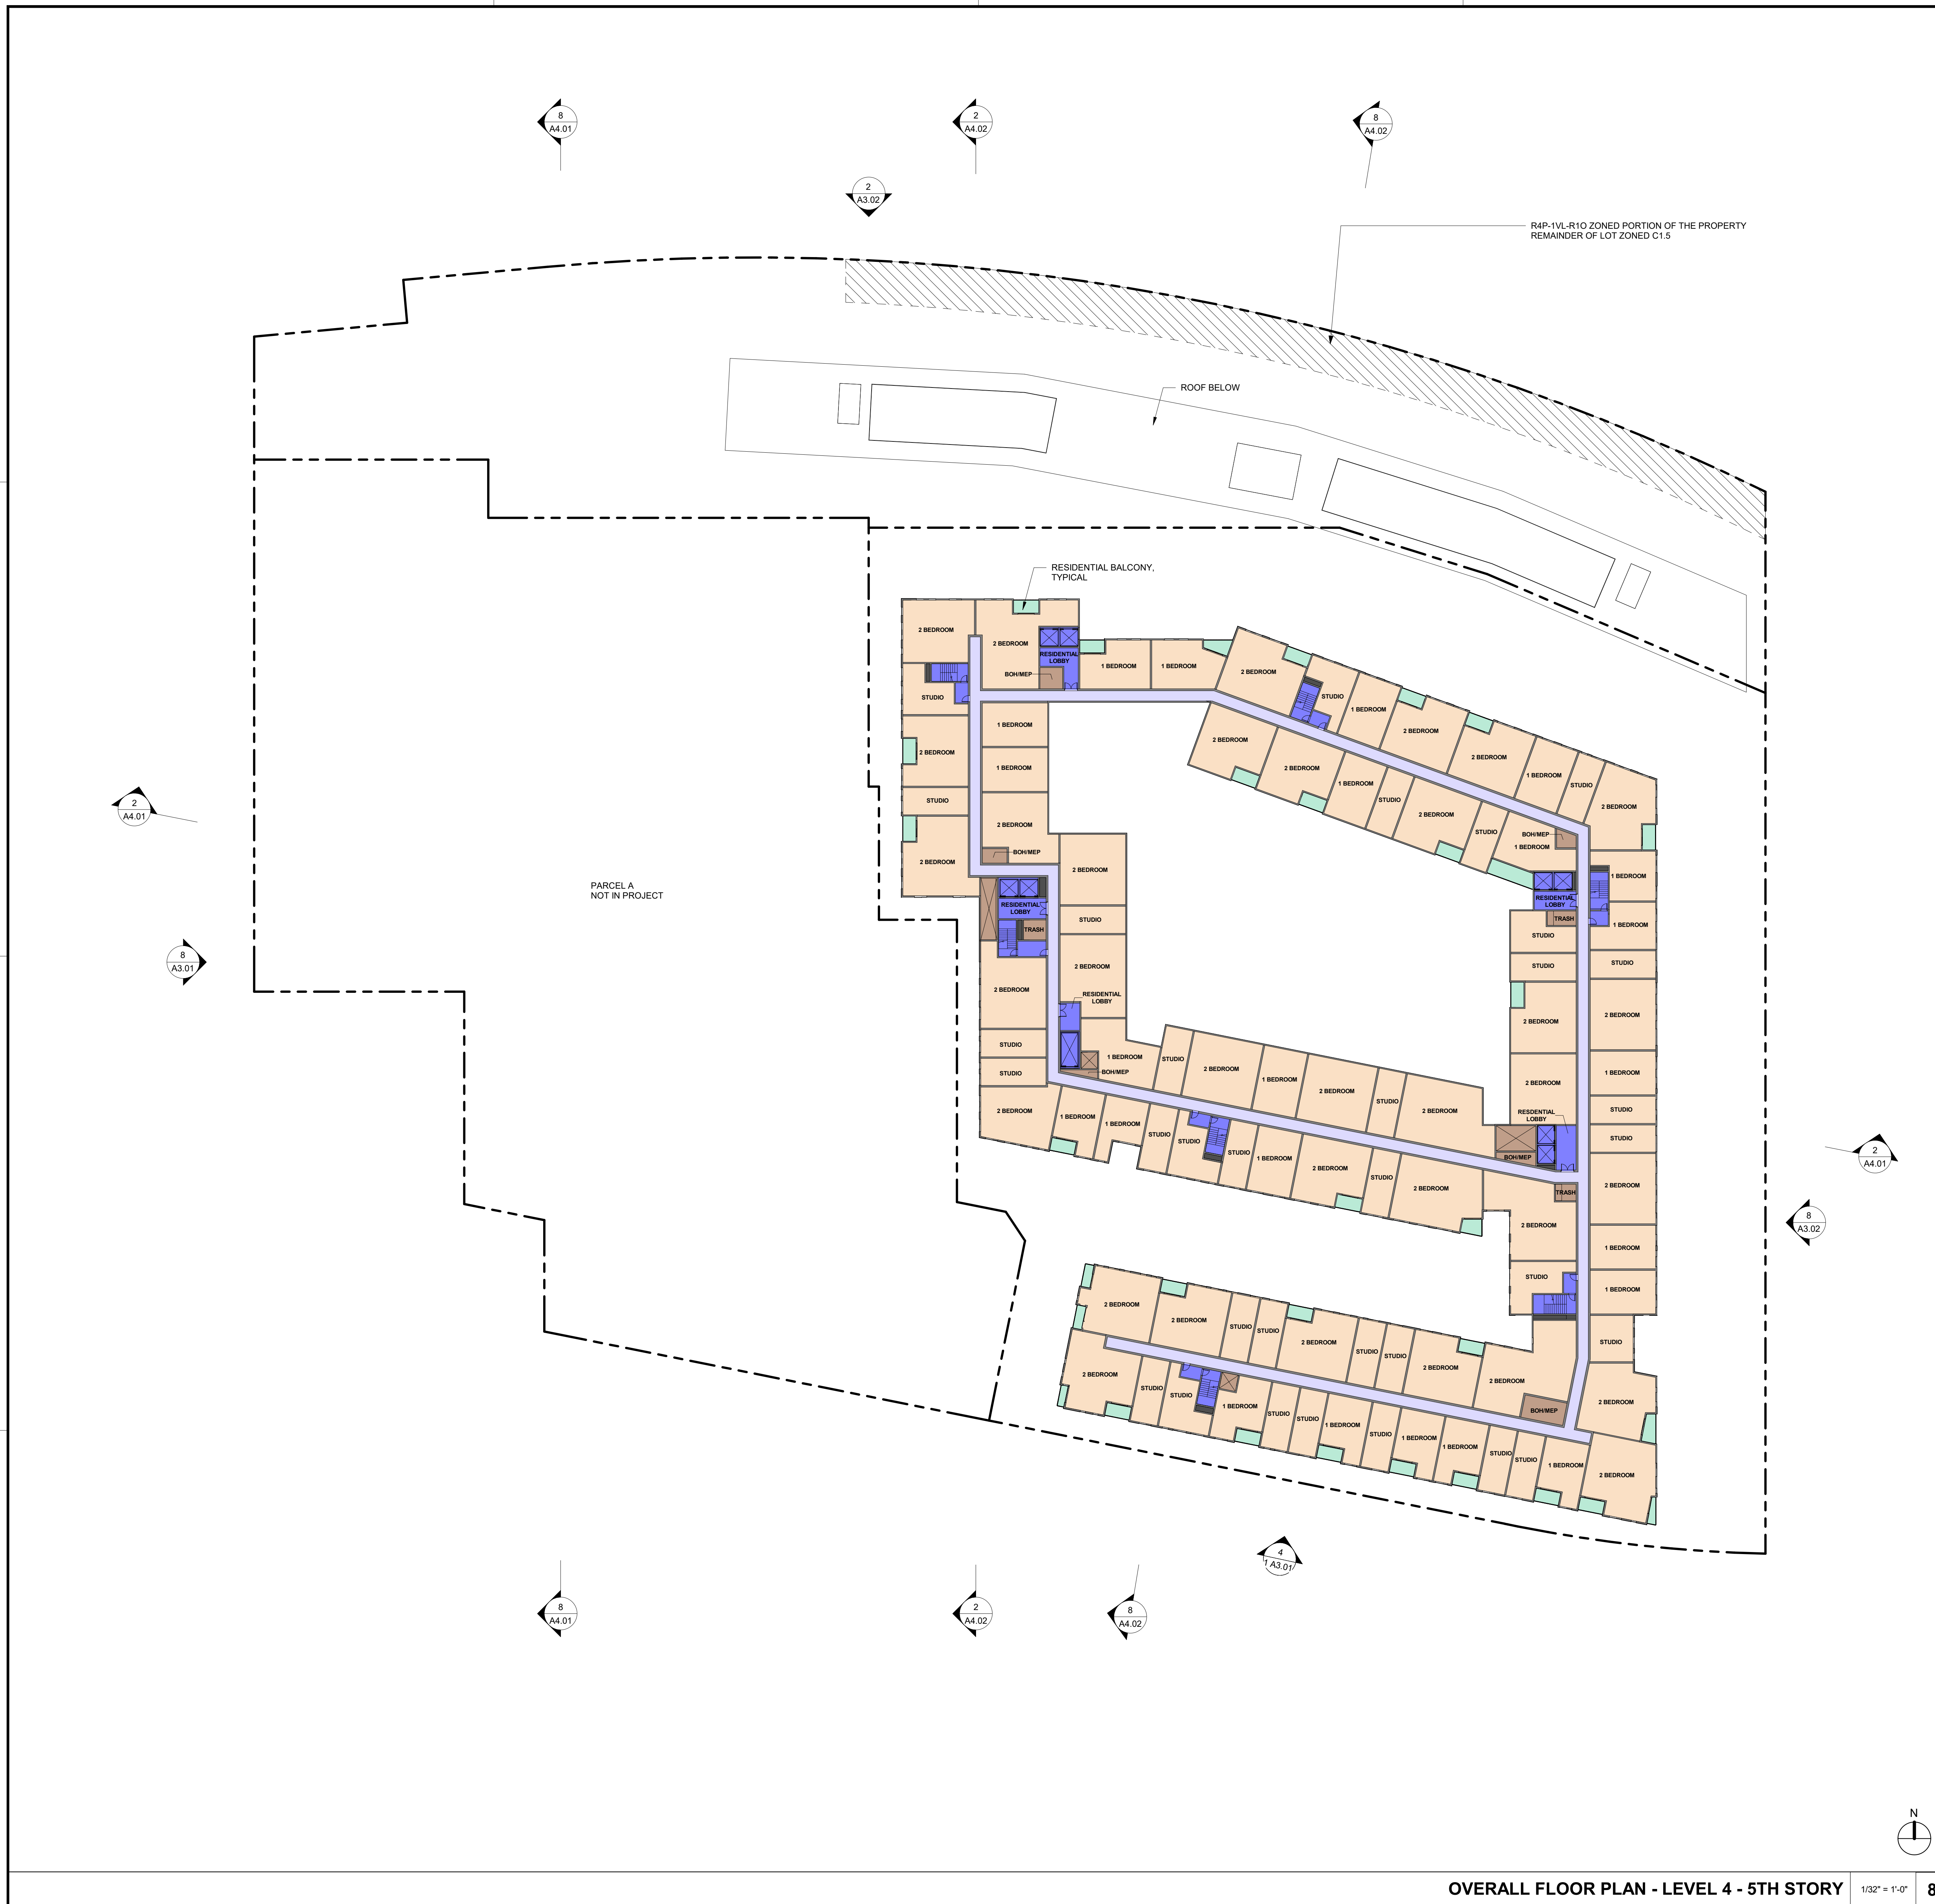 8
A4.01
2
A4.02
8
A4.02
2
A3.02
R4P-1VL-R1O ZONED PORTION OF THE PROPERTY
REMAINDER OF LOT ZONED C1.5
ROOF BELOW
RESIDENTIAL BALCONY,
TYPICAL
2 BEDROOM
2 BEDROOM
RESIDENTIAL
LOBBY
BOH/MEP
1 BEDROOM
1 BEDROOM
2 BEDROOM
STUDIO
STUDIO
1 BEDROOM
2 BEDROOM
2 BEDROOM
1 BEDROOM
STUDIO
2 BEDROOM
1 BEDROOM
2 BEDROOM
1 BEDROOM
STUDIO
2 BEDROOM
2 BEDROOM
2 BEDROOM
1 BEDROOM
STUDIO
2 BEDROOM
STUDIO
BOH/MEP
1 BEDROOM
2
A4.01
2 BEDROOM
BOH/MEP
2 BEDROOM
1 BEDROOM
PARCEL A
NOT IN PROJECT
RESIDENTIAL
LOBBY
TRASH
STUDIO
RESIDENTIAL
LOBBY
TRASH
1 BEDROOM
STUDIO
8
A3.01
2 BEDROOM
2 BEDROOM
STUDIO
STUDIO
RESIDENTIAL
LOBBY
2 BEDROOM
2 BEDROOM
STUDIO
1 BEDROOM
STUDIO
2 BEDROOM
1 BEDROOM
2 BEDROOM
STUDIO
2 BEDROOM
2 BEDROOM
1 BEDROOM
STUDIO
BOH/MEP
2 BEDROOM
1 BEDROOM
1 BEDROOM
STUDIO
STUDIO
STUDIO
1 BEDROOM
2 BEDROOM
STUDIO
2 BEDROOM
RESIDENTIAL
LOBBY
BOH/MEP
TRASH
STUDIO
STUDIO
2 BEDROOM
2
A4.01
8
A3.02
2 BEDROOM
1 BEDROOM
STUDIO
1 BEDROOM
2 BEDROOM
2 BEDROOM
STUDIO
STUDIO
2 BEDROOM
STUDIO
STUDIO
2 BEDROOM
2 BEDROOM
STUDIO
2 BEDROOM
STUDIO
STUDIO
1 BEDROOM
STUDIO
STUDIO
1 BEDROOM
STUDIO
1 BEDROOM
1 BEDROOM
STUDIO
STUDIO
1 BEDROOM
BOH/MEP
2 BEDROOM
2 BEDROOM
4
1 A3.01
8
A4.01
2
A4.02
8
A4.02
N
OVERALL FLOOR PLAN - LEVEL 4 - 5TH STORY
1/32" = 1'-0"
8